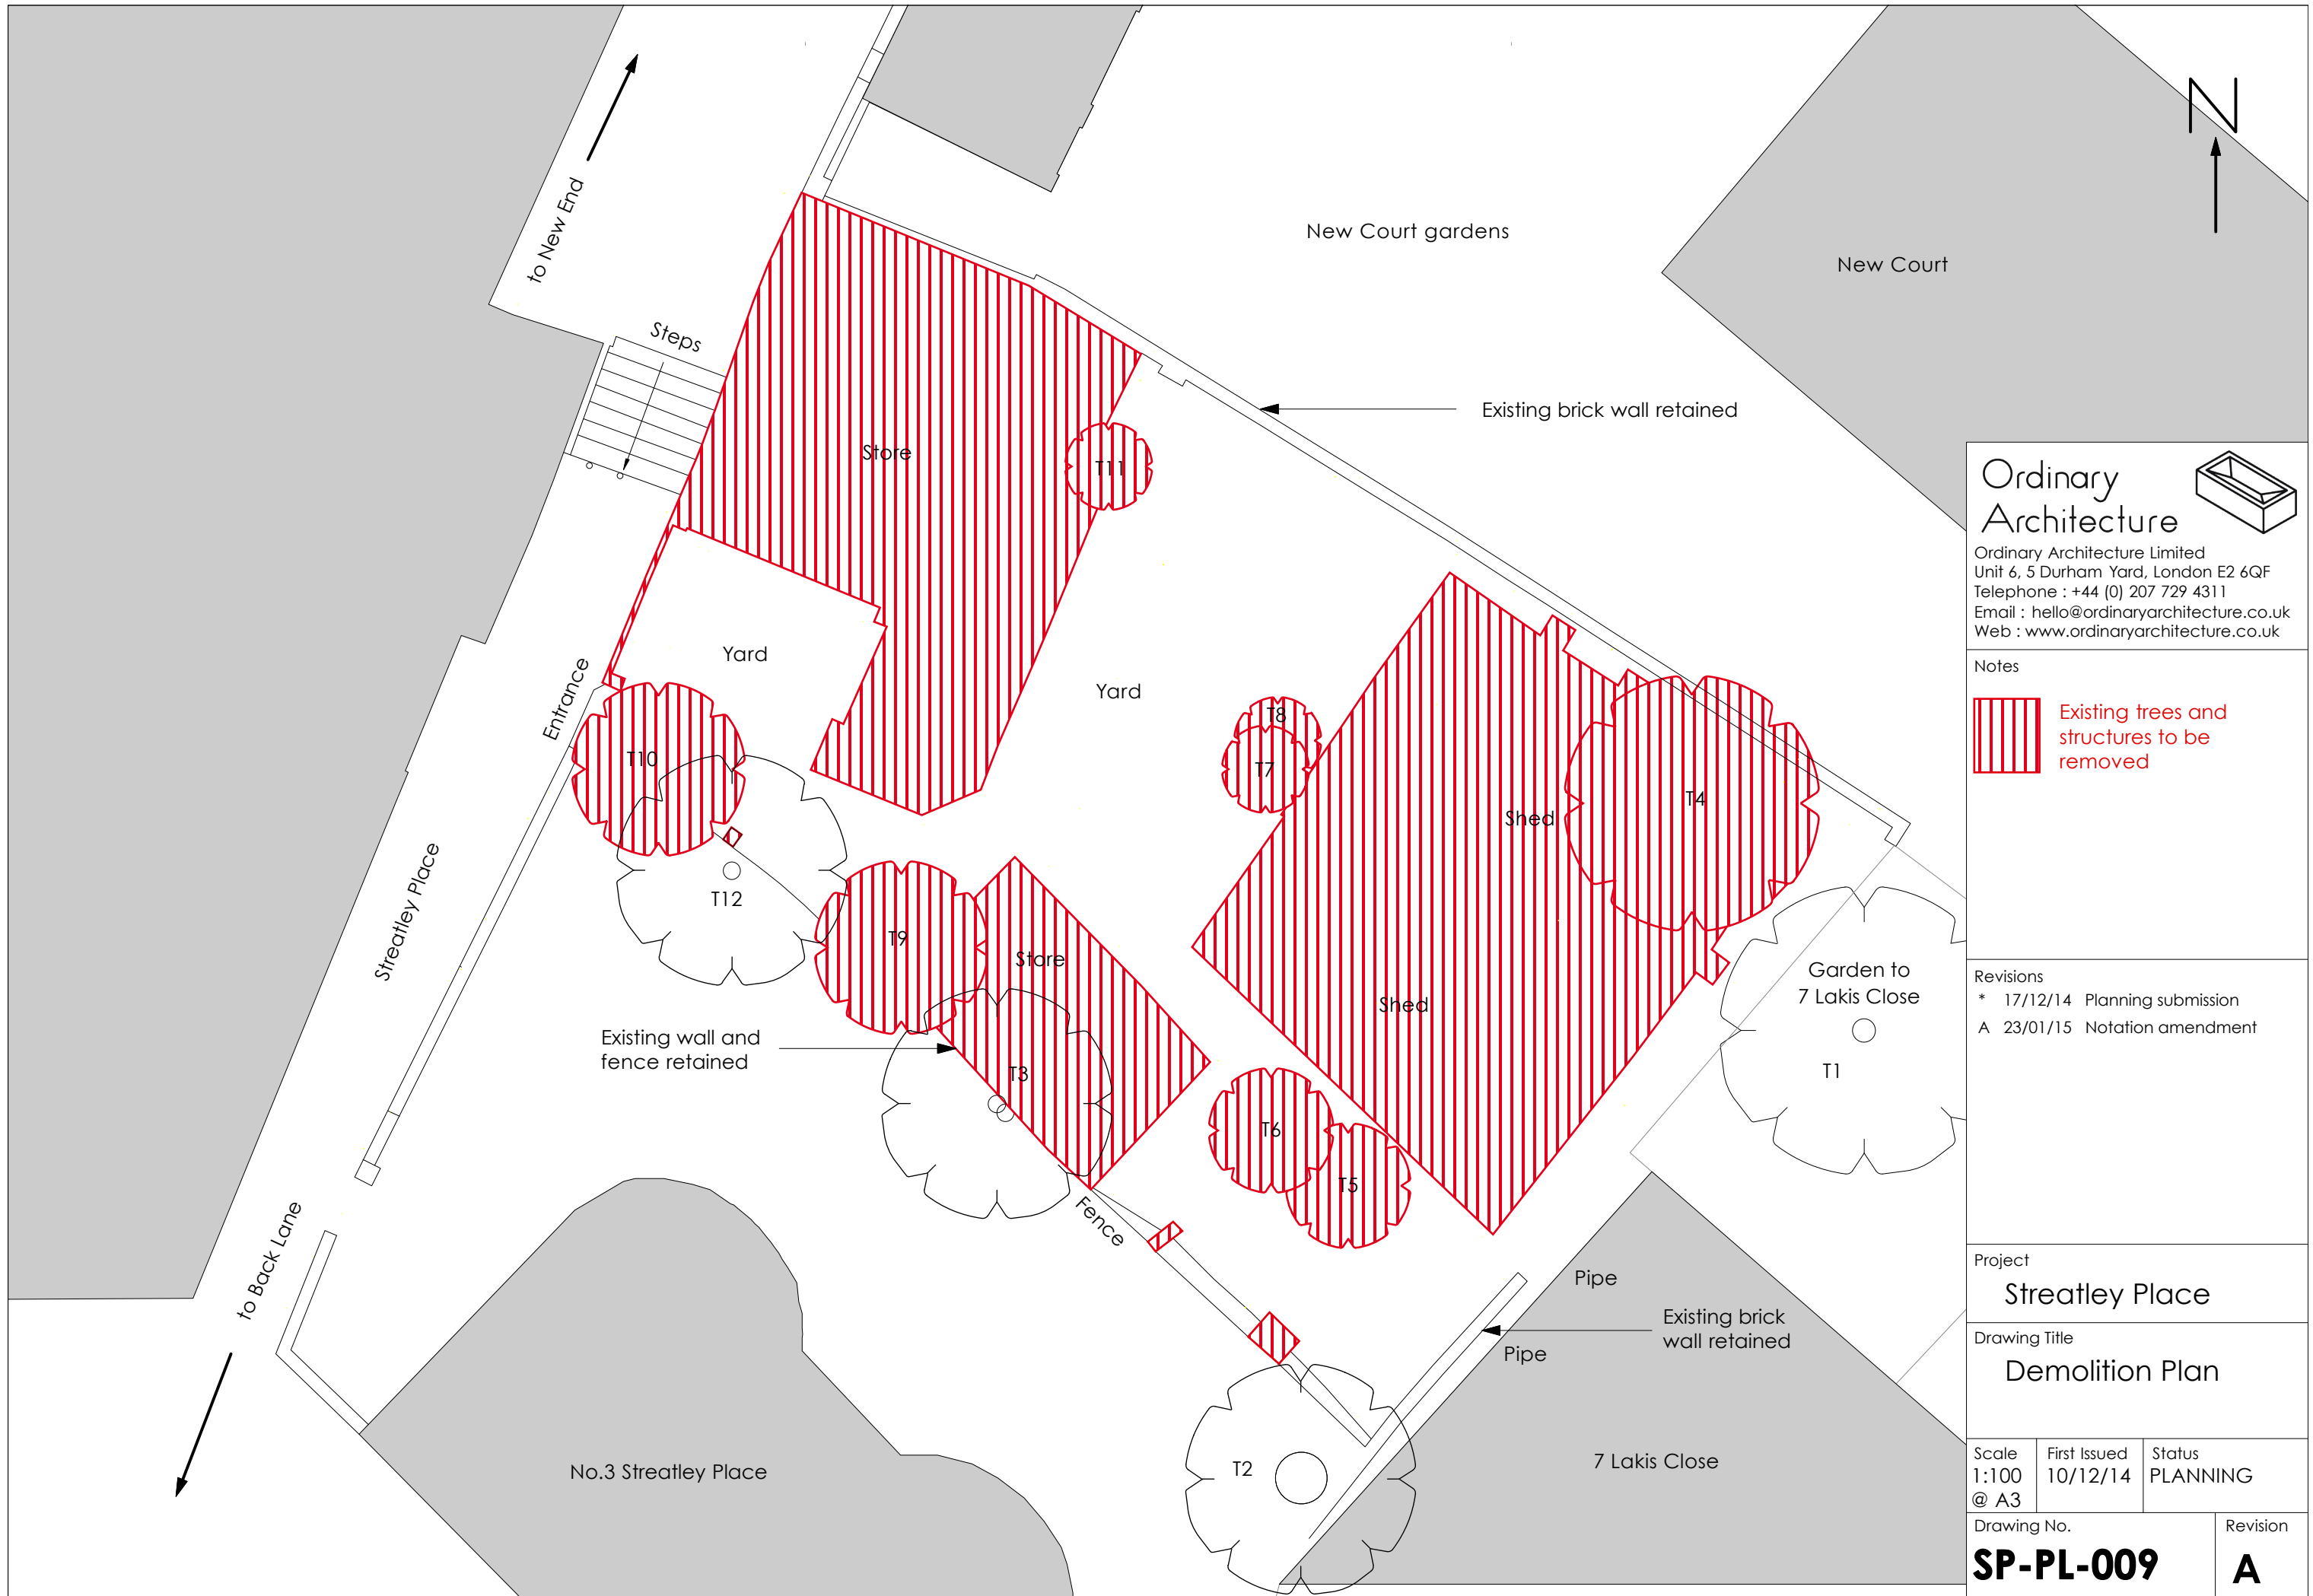 N
to New End
Steps
New Court gardens
New Court
Existing brick wall retained
Store
T11
Yard
Yard
Entrance
T10
T8
T7
T4
Shed
T12
Streatley Place
T9
Store
Shed
Garden to
7 Lakis Close
T1
Existing wall and
fence retained
T3
T6
T5
Fence
to Back Lane
Pipe
Existing brick
wall retained
Pipe
T2
No.3 Streatley Place
7 Lakis Close
Ordinary
Architecture
Ordinary Architecture Limited
Unit 6, 5 Durham Yard, London E2 6QF
Telephone : +44 (0) 207 729 4311
Email : hello@ordinaryarchitecture.co.uk
Web : www.ordinaryarchitecture.co.uk
Notes
Existing trees and
structures to be
removed
Revisions
* 17/12/14 Planning submission
A 23/01/15 Notation amendment
Project
Streatley Place
Drawing Title
Demolition Plan
Scale
1:100
@ A3
First Issued
10/12/14
Status
PLANNING
Drawing No.
SP-PL-009
Revision
A